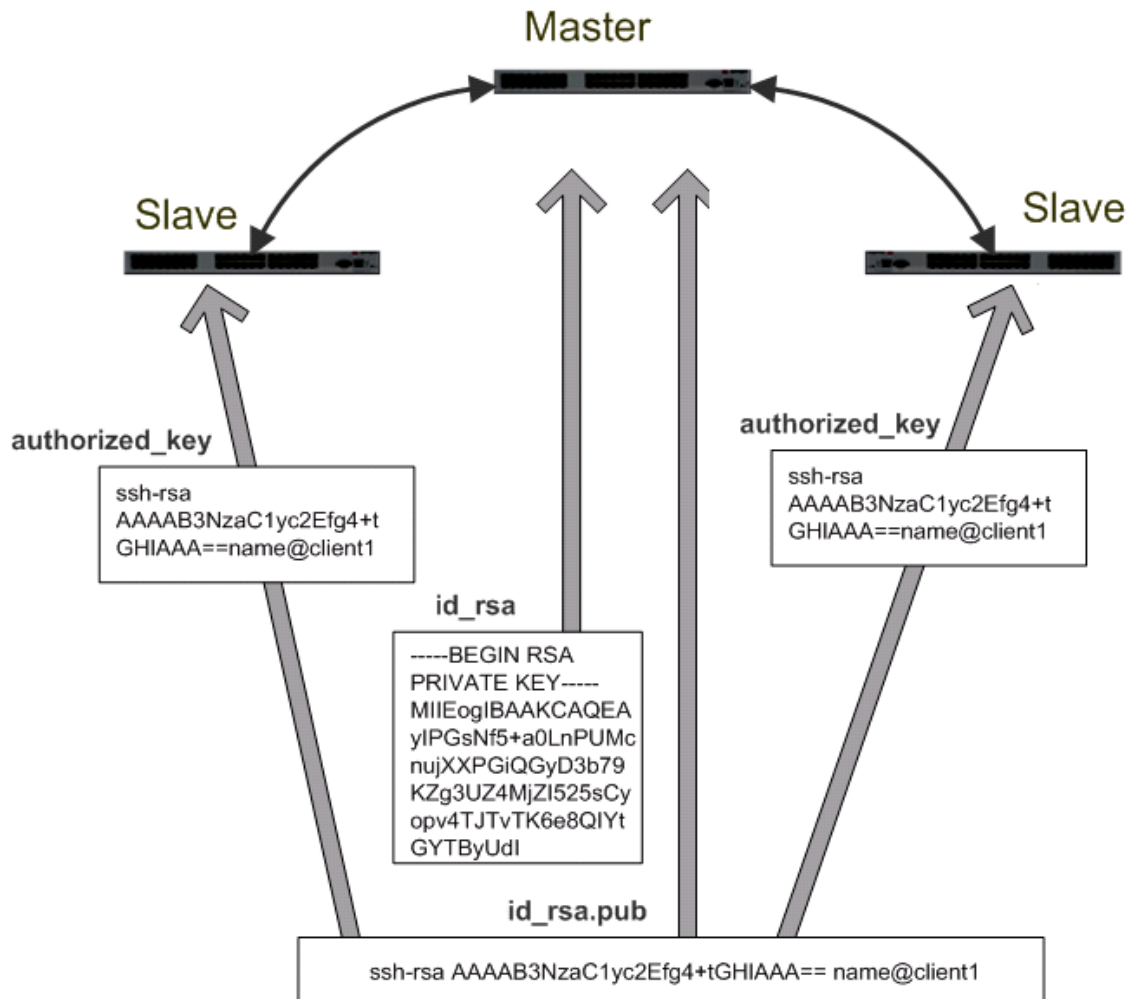 Master
Slave
Slave
authorized_key
ssh-rsa
AAAAB3NzaC1yc2Efg4+t
GHIAAA==name@client1
authorized_key
ssh-rsa
AAAAB3NzaC1yc2Efg4+t
GHIAAA==name@client1
id_rsa
-----BEGIN RSA
PRIVATE KEY-----
MIIEogIBAAKCAQEA
yIPGsNf5+a0LnPUMc
nujXXPGiQGyD3b79
KZg3UZ4MjZI525sCy
opv4TJTvTK6e8QIYt
GYTByUdI
id_rsa.pub
ssh-rsa AAAAB3NzaC1yc2Efg4+tGHIAAA== name@client1